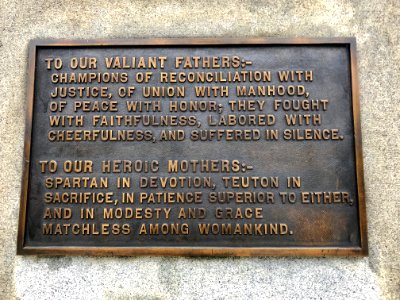 TO OUR VALIANT FATHERS:-
CHAMPIONS OF RECONCILIATION WITH
JUSTICE, OF UNION WITH MANHOOD,
OF PEACE WITH HONOR; THEY FOUGHT
WITH FAITHFULNESS, LABORED WITH
CHEERFULNESS, AND SUFFERED IN SILENCE.
TO OUR HEROIC MOTHERS:-
SPARTAN IN DEVOTION, TEUTON IN
SACRIFICE, IN PATIENCE SUPERIOR TO EITHER,
AND IN MODESTY AND GRACE
MATCHLESS AMONG WOMANKIND.